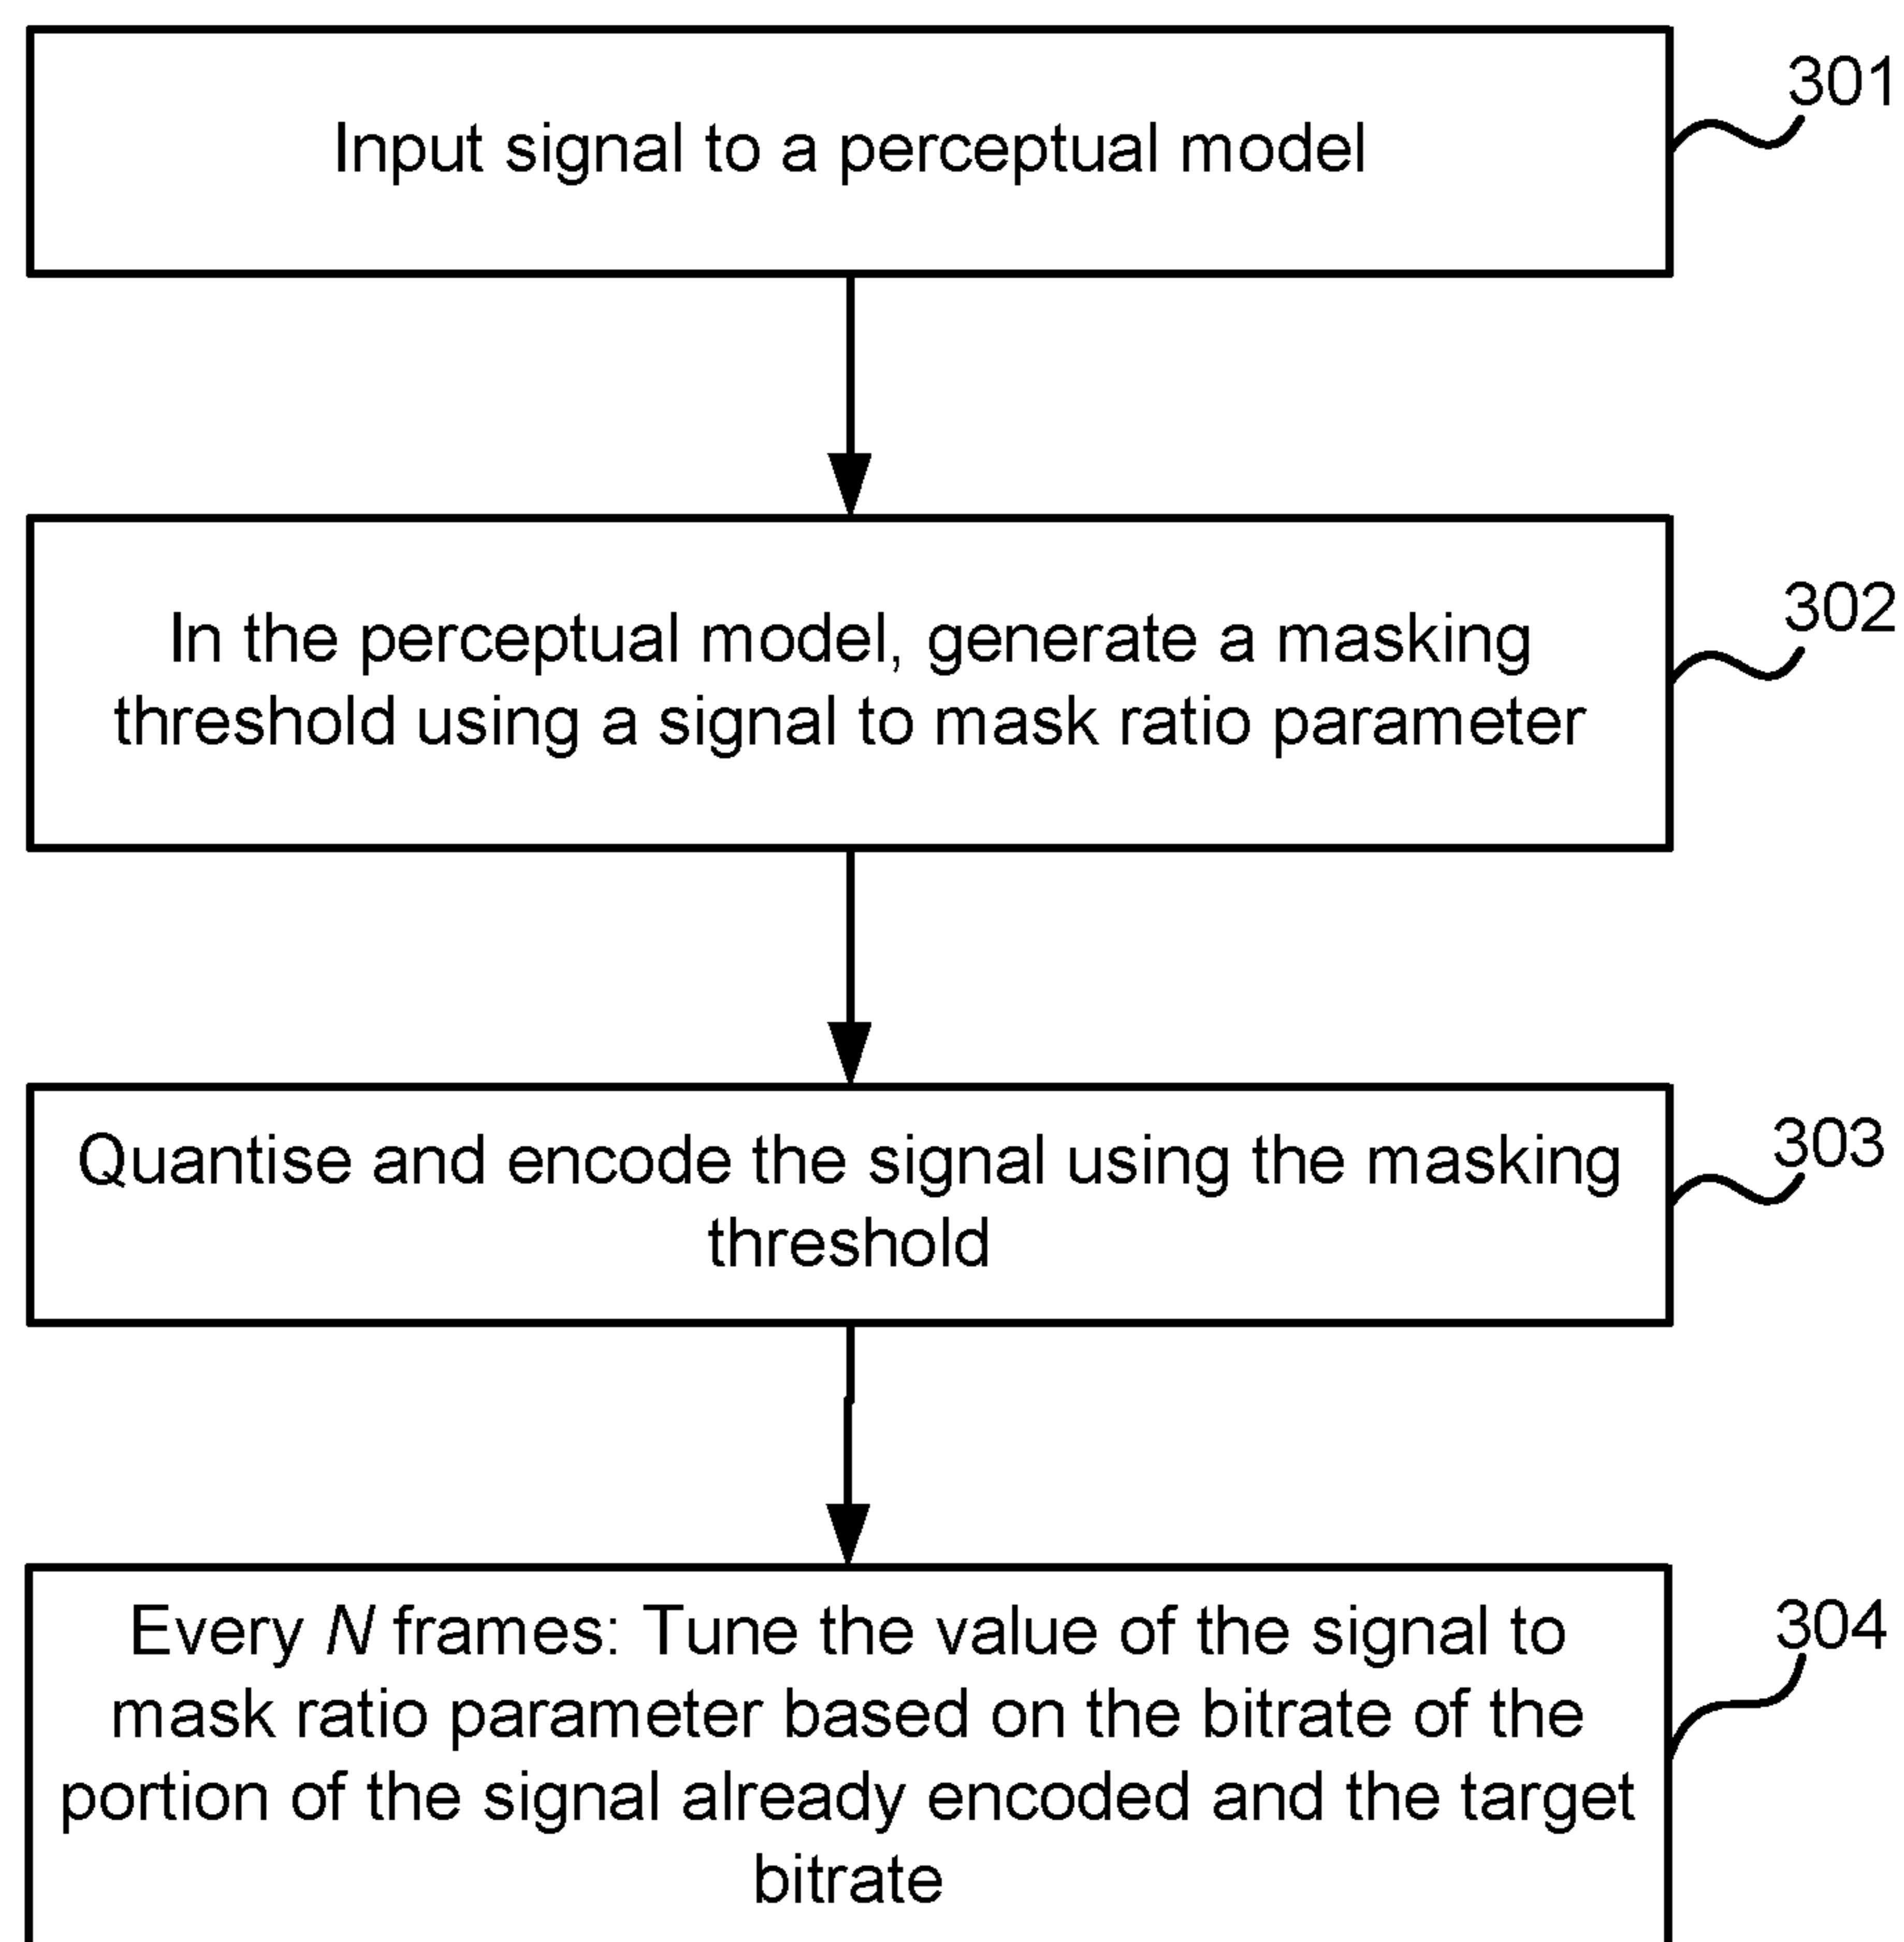 Input signal to a perceptual model
301
In the perceptual model, generate a masking
threshold using a signal to mask ratio parameter
302
Quantise and encode the signal using the masking
threshold
303
Every N frames: Tune the value of the signal to
mask ratio parameter based on the bitrate of the
portion of the signal already encoded and the target
bitrate
304